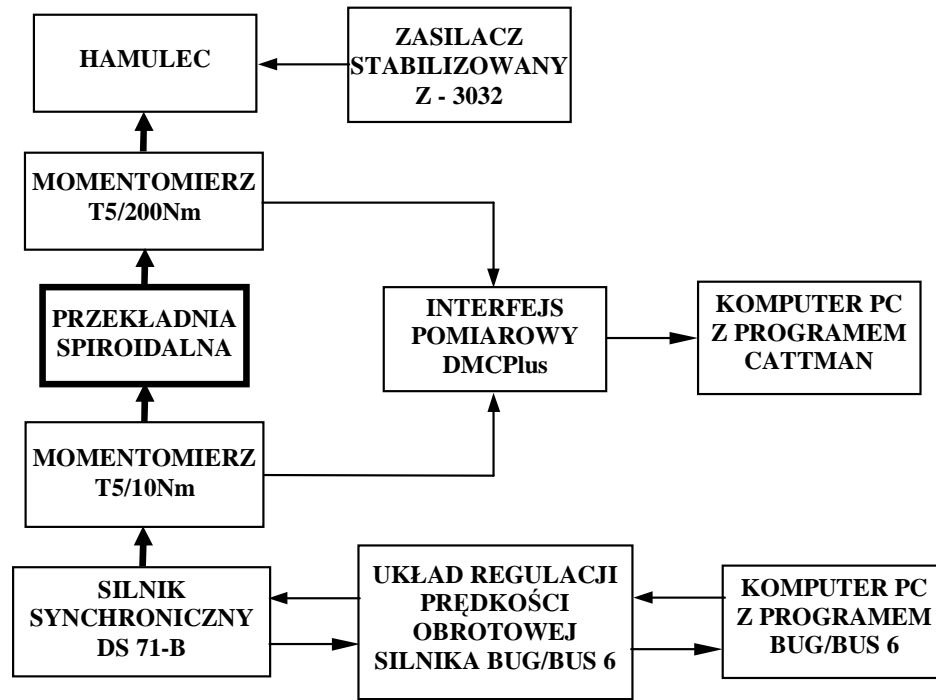 HAMULEC
ZASILACZ
STABILIZOWANY
Z - 3032
MOMENTOMIERZ
T5/200Nm
PRZEKŁADNIA
SPIROIDALNA
INTERFEJS
POMIAROWY
DMCPlus
KOMPUTER PC
Z PROGRAMEM
CATTMAN
MOMENTOMIERZ
T5/10Nm
SILNIK
SYNCHRONICZNY
DS 71-B
UKŁAD REGULACJI
PRĘDKOŚCI
OBROTOWEJ
SILNIKA BUG/BUS 6
KOMPUTER PC
Z PROGRAMEM
BUG/BUS 6